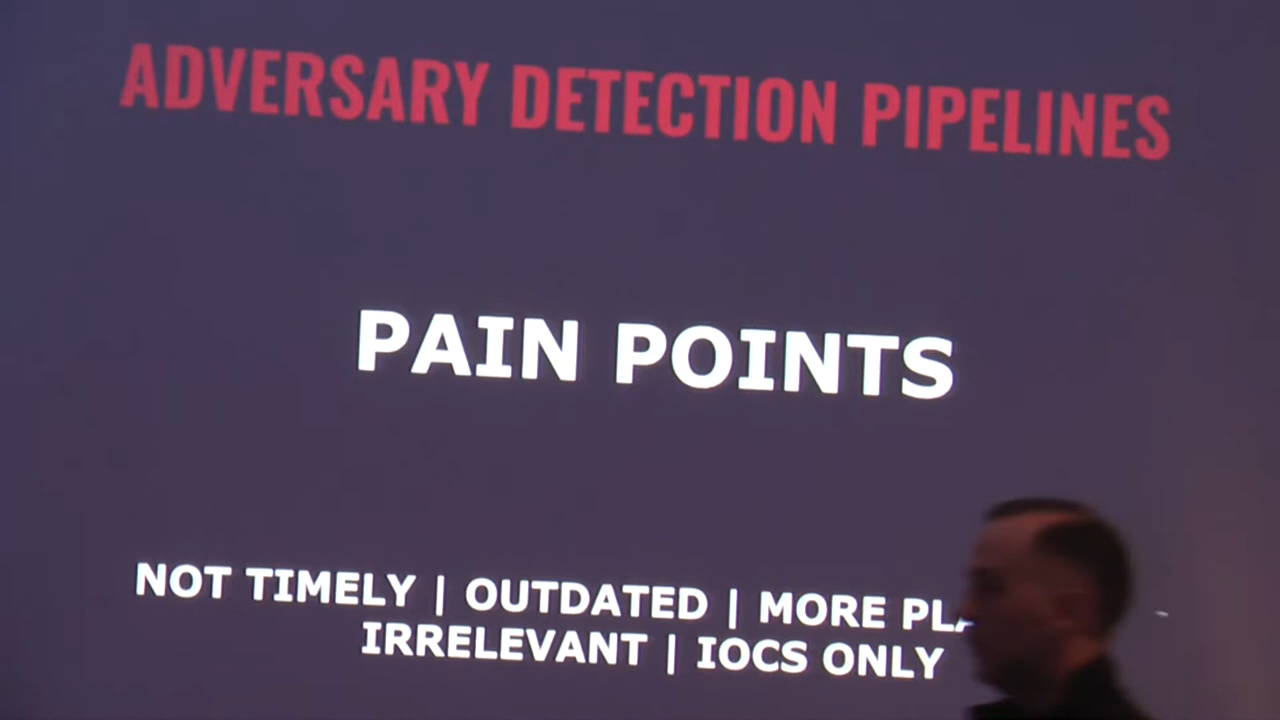 ADVERSARY DETECTION PIPELINES
PAIN POINTS
NOT TIMELY | OUTDATED | MORE
IRRELEVANT | IOCS ONLY